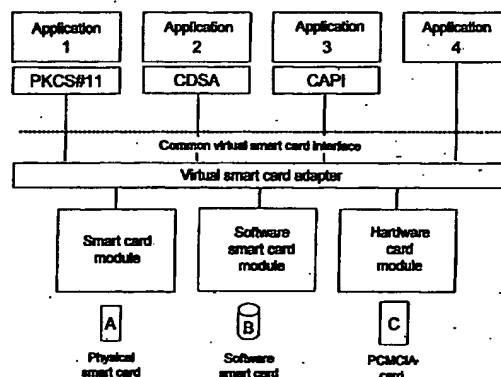 Application 1
Application 2
Application 3
Application 4
PKCS#11
CDSA
CAPI
Common virtual smart card interface
Virtual smart card adapter
Smart card module
Software smart card module
Hardware card module
A
B
C
Physical smart card
Software smart card
PCMCIA- card